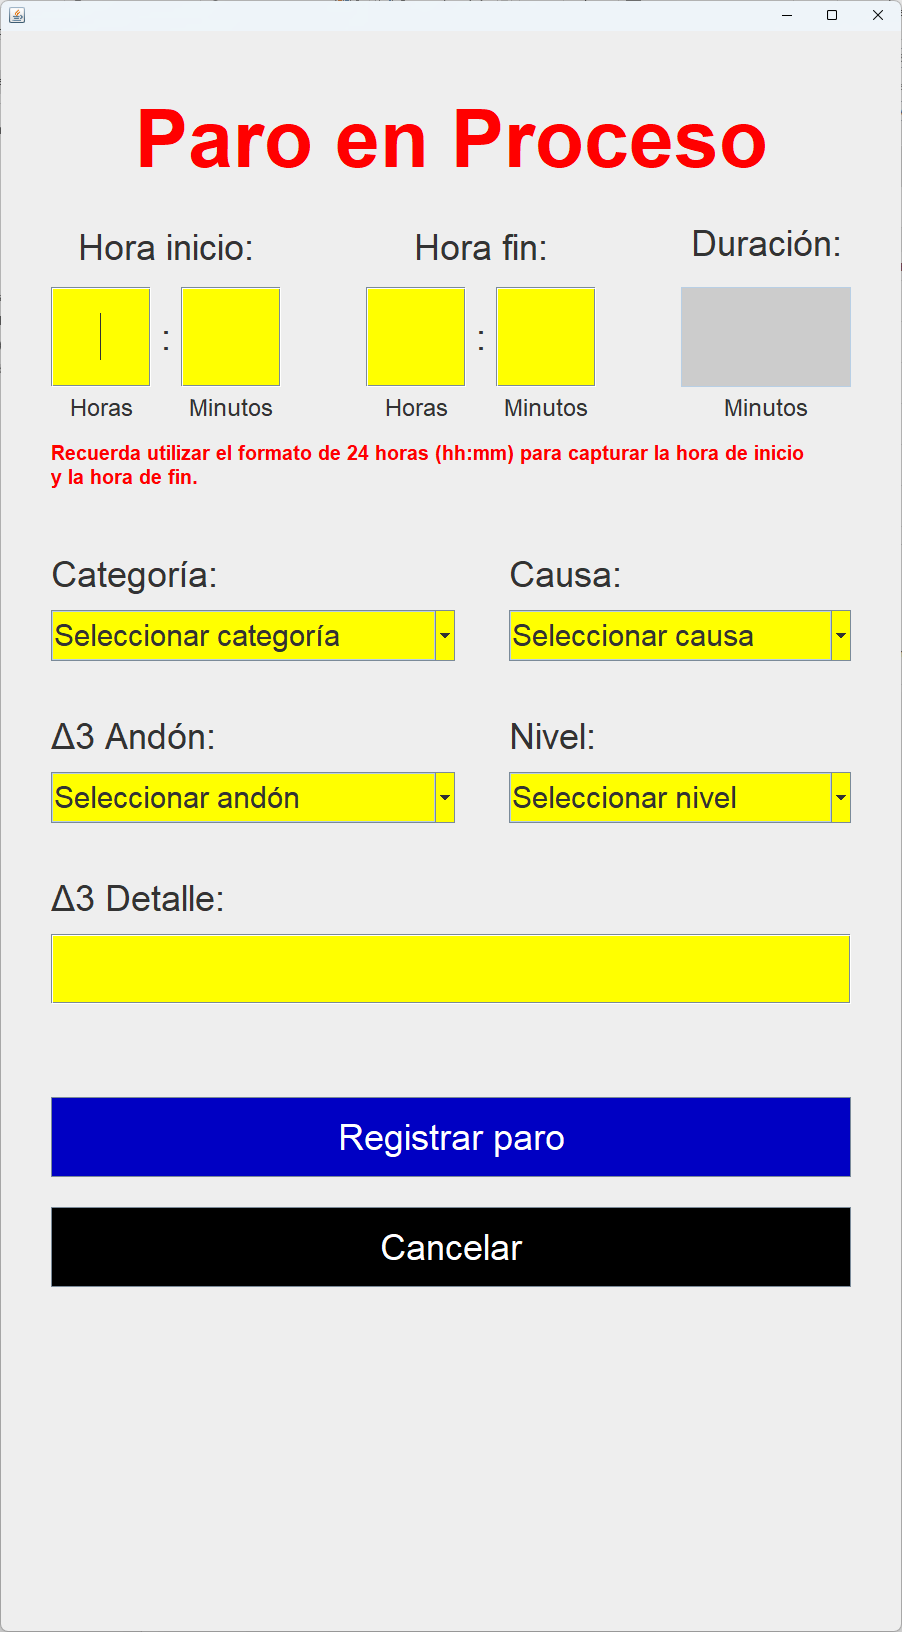 Paro en Proceso
Hora inicio:
Hora fin:
Duración:
:
:
Horas
Minutos
Horas
Minutos
Minutos
Recuerda utilizar el formato de 24 horas (hh:mm) para capturar la hora de inicio
y la hora de fin.
Categoría:
Causa:
Seleccionar categoría
Seleccionar causa
Δ3 Andón:
Nivel:
Seleccionar andón
Seleccionar nivel
Δ3 Detalle:
Registrar paro
Cancelar